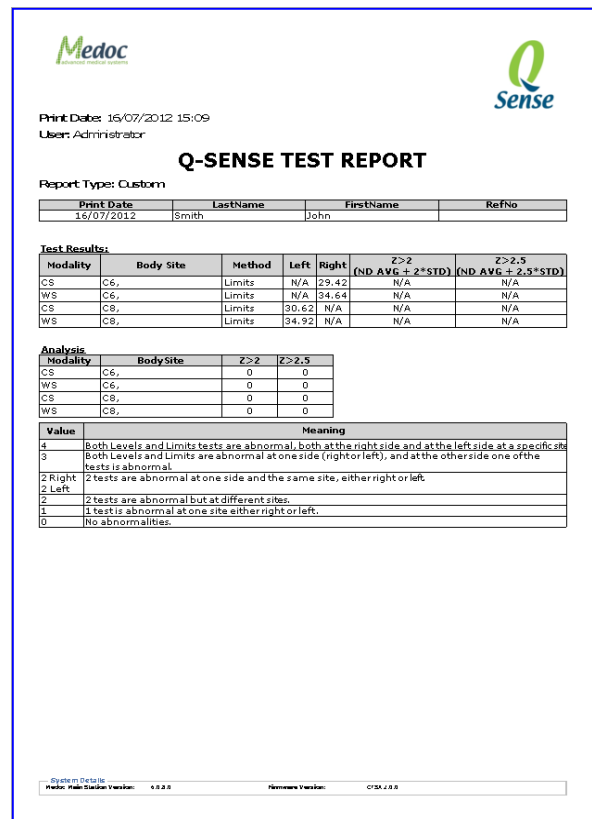 Medoc
advanced medical systems
Q
Sense
Print Date: 16/07/2012 15:09
User: Administrator
Q-SENSE TEST REPORT
Report Type: Custom
Print Date LastName FirstName RefNo
16/07/2012 Smith John
Test Results:
Modality Body Site Method Left Right Z>2 (ND AVG + 2*STD) Z>2.5 (ND AVG + 2.5*STD)
CS C6, Limits N/A 29.42 N/A N/A
WS C6, Limits N/A 34.64 N/A N/A
CS C8, Limits 30.62 N/A N/A N/A
WS C8, Limits 34.92 N/A N/A N/A
Analysis
Modality BodySite Z>2 Z>2.5
CS C6, 0 0
WS C6, 0 0
CS C8, 0 0
WS C8, 0 0
Value Meaning
4 Both Levels and Limits tests are abnormal, both at the right side and at the left side at a specific site
3 Both Levels and Limits are abnormal at one side (right or left), and at the other side one of the
tests is abnormal.
2 Right 2 tests are abnormal at one side and the same site, either right or left.
2 Left
2 2 tests are abnormal but at different sites.
1 1 test is abnormal at one site either right or left.
0 No abnormalities.
System Details
Medoc Main Station Version: Firmware Version: